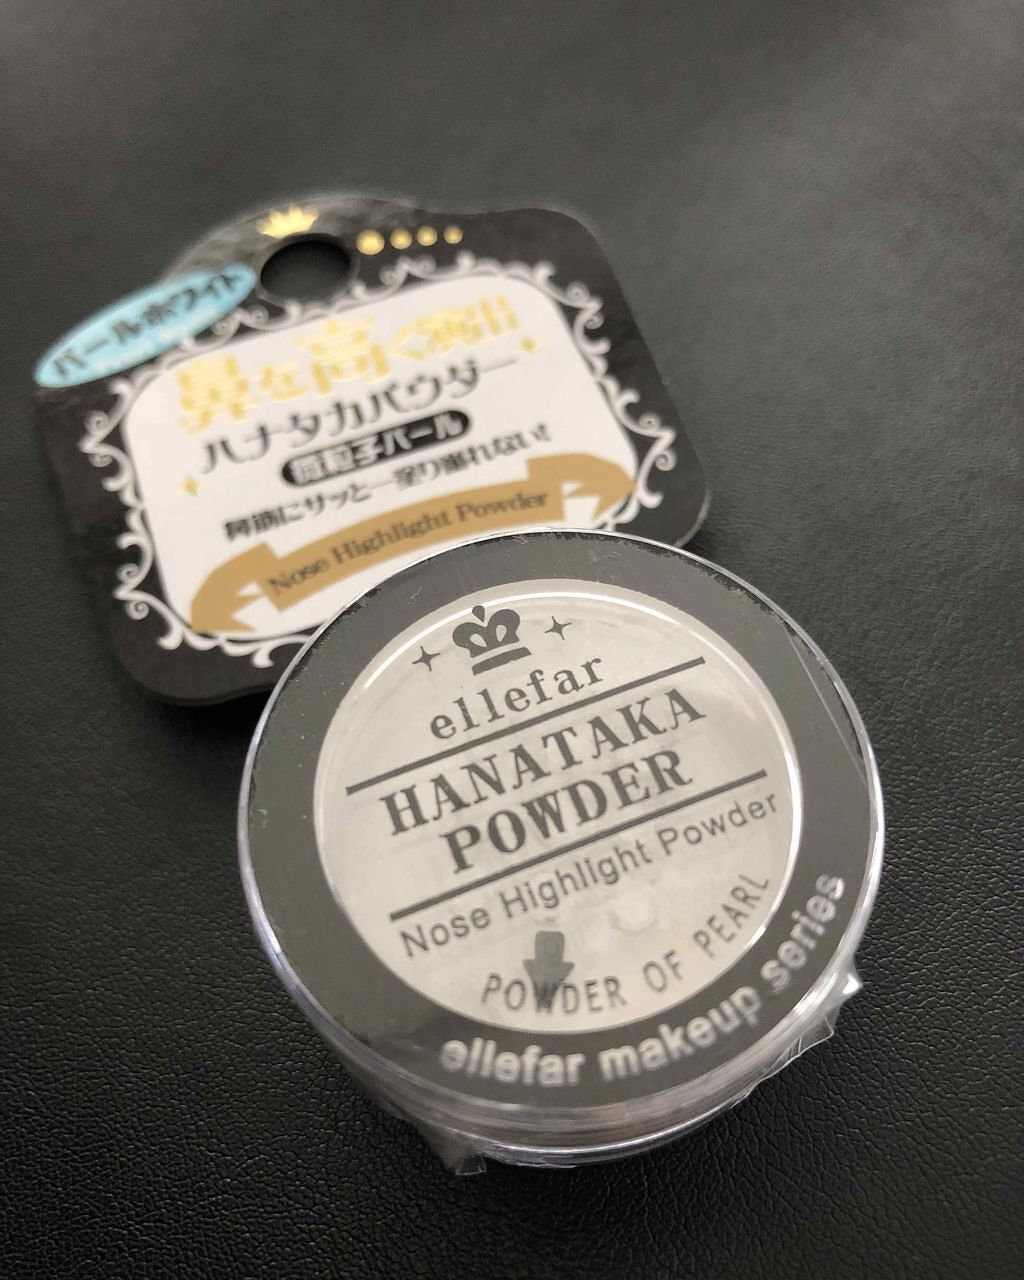 パールホワイト
鼻を高く演出
ハナタカパウダー
微粒子パール
鼻筋にサッと一塗り崩れない!
Nose Highlight Powder
ellefar
HANATAKA
POWDER
Nose Highlight Powder
POWDER OF PEARL
ellefar makeup series